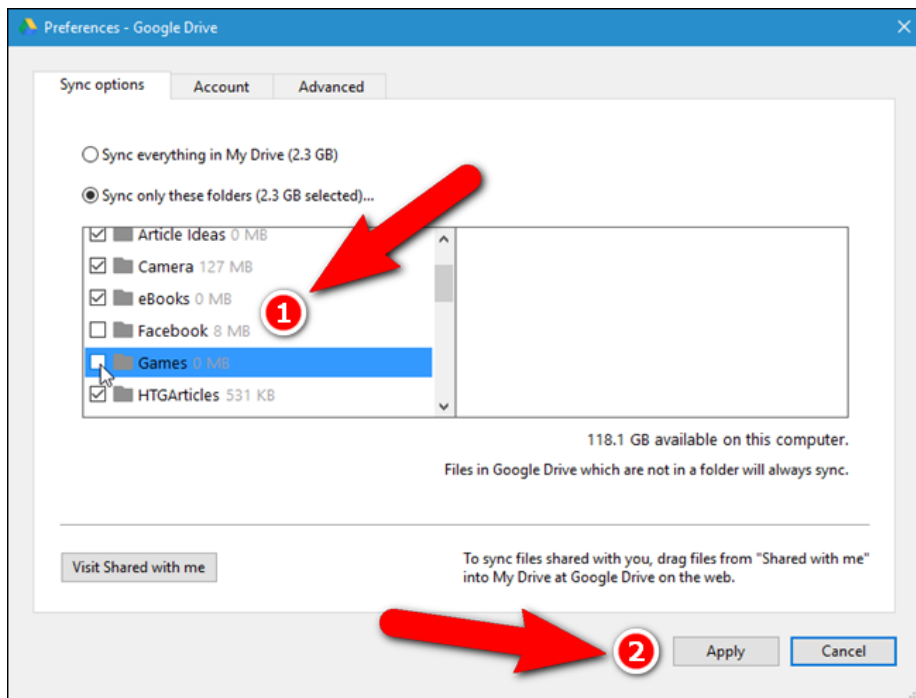 Preferences - Google Drive
Sync options
Account
Advanced
Sync everything in My Drive (2.3 GB)
Sync only these folders (2.3 GB selected)...
Article Ideas 0 MB
Camera 127 MB
1
eBooks 0 MB
Facebook 8 MB
Games 0 MB
HTGArticles 531 KB
118.1 GB available on this computer.
Files in Google Drive which are not in a folder will always sync.
Visit Shared with me
To sync files shared with you, drag files from "Shared with me"
into My Drive at Google Drive on the web.
2
Apply
Cancel